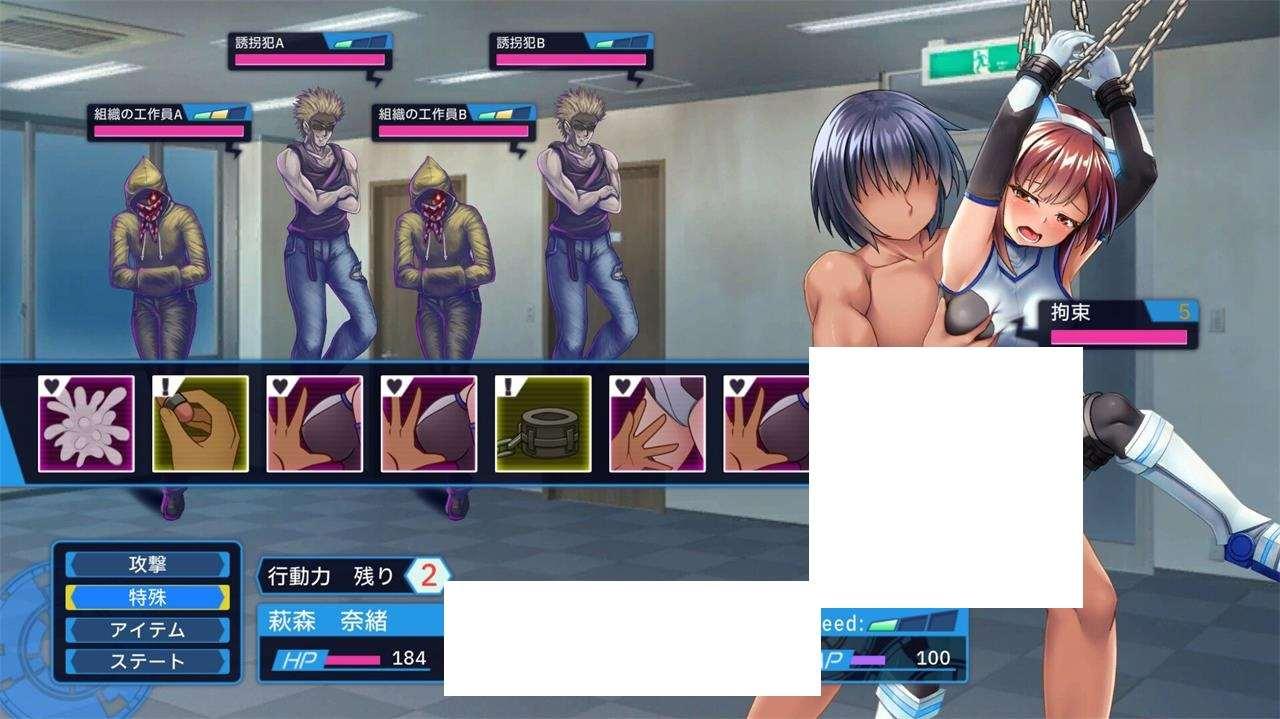 誘拐犯A
誘拐犯B
組織の工作員A
組織の工作員B
拘束 5
!
!
攻撃
特殊
アイテム
ステート
行動力 残り 2
萩森 奈緒
HP 184
eed:
P 100